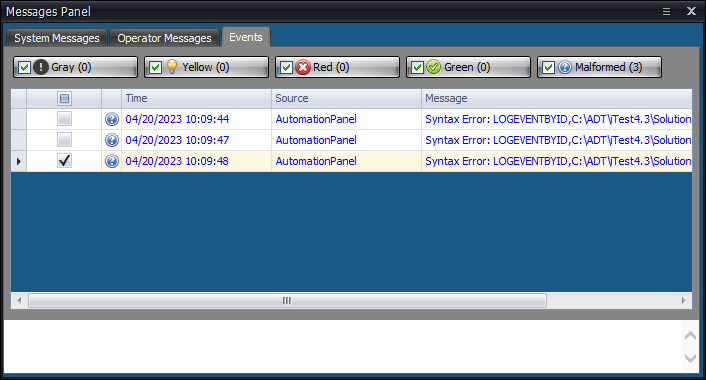 Messages Panel
System Messages Operator Messages Events
Gray (0) Yellow (0) Red (0) Green (0) Malformed (3)
Time Source Message
04/20/2023 10:09:44 AutomationPanel Syntax Error: LOGEVENTBYID,C:\ADT\iTest4.3\Solution
04/20/2023 10:09:47 AutomationPanel Syntax Error: LOGEVENTBYID,C:\ADT\iTest4.3\Solution
04/20/2023 10:09:48 AutomationPanel Syntax Error: LOGEVENTBYID,C:\ADT\iTest4.3\Solution